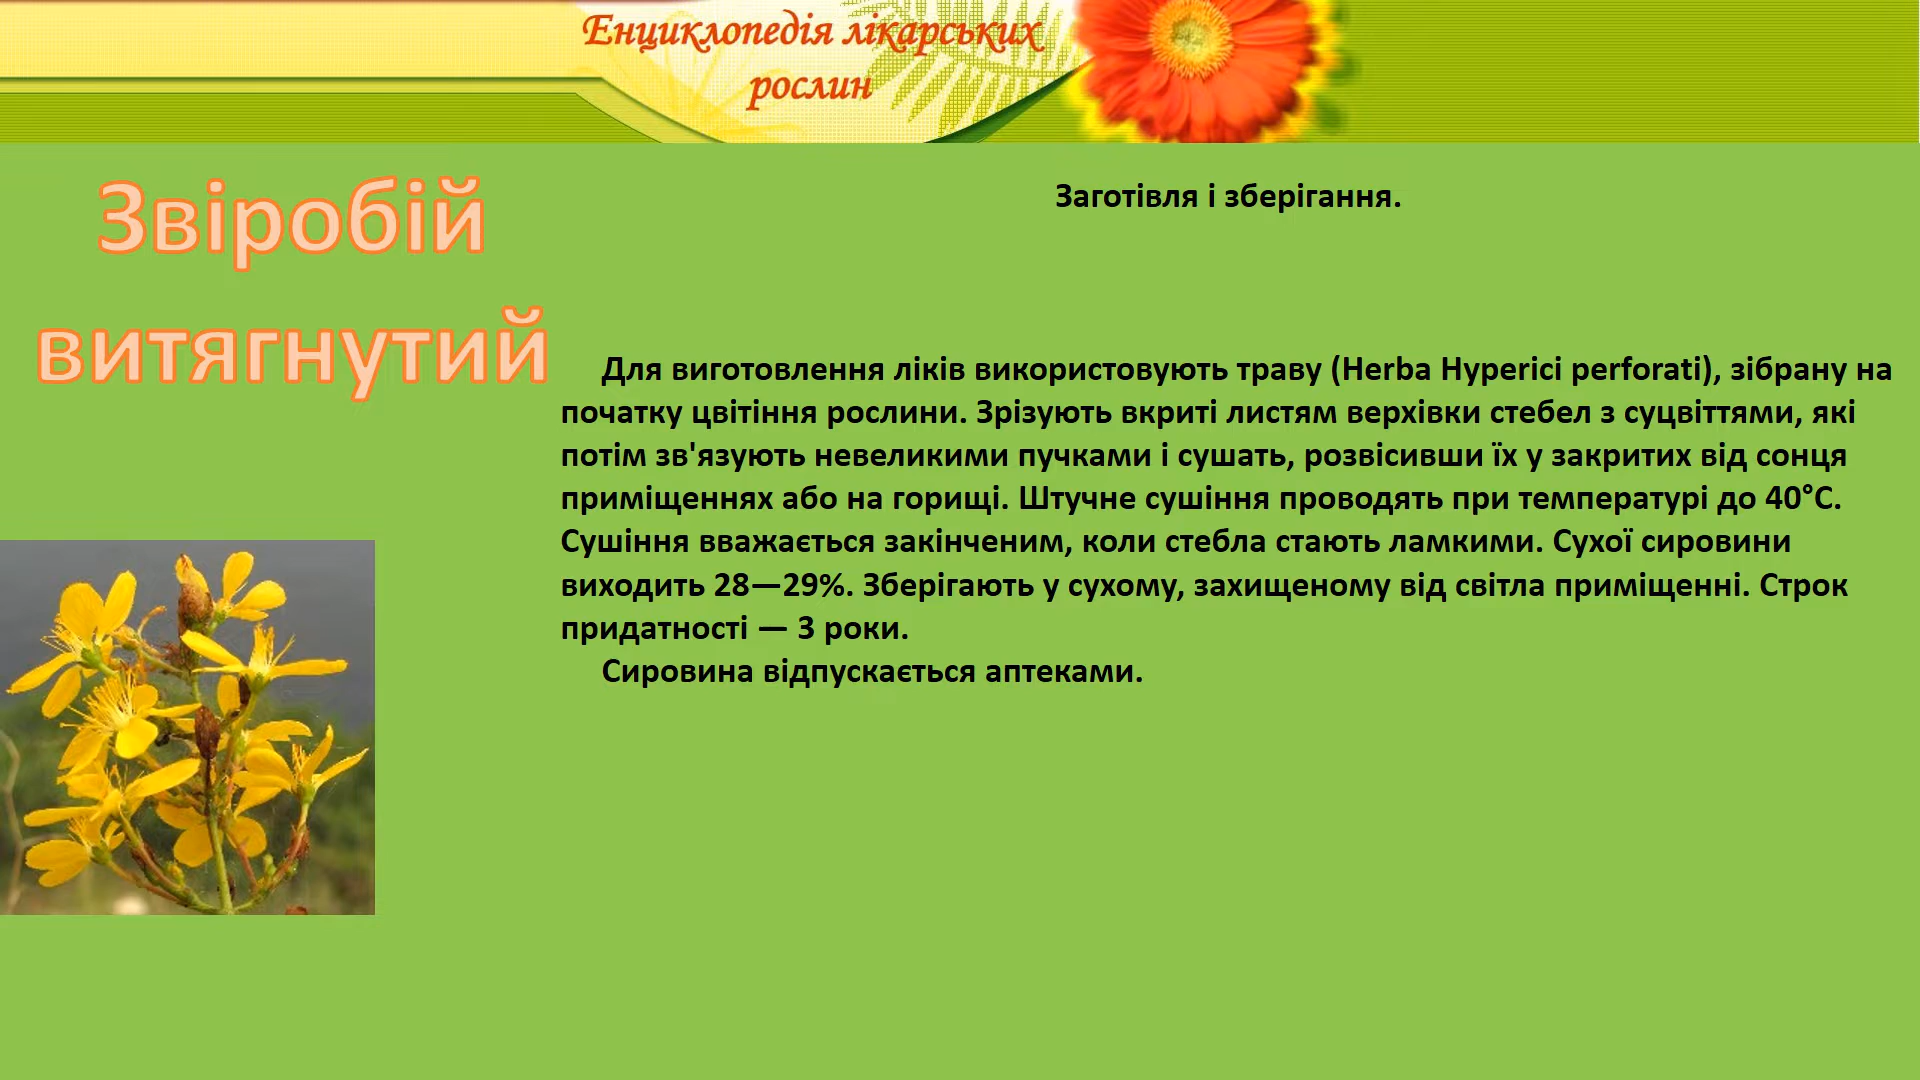 Енциклопедія лікарських
рослин
Звіробій
витягнутий
Заготівля і зберігання.
Для виготовлення ліків використовують траву (Herba Hyperici perforati), зібрану на
початку цвітіння рослини. Зрізують вкриті листям верхівки стебел з суцвіттями, які
потім зв'язують невеликими пучками і сушать, розвісивши їх у закритих від сонця
приміщеннях або на горищі. Штучне сушіння проводять при температурі до 40°С.
Сушіння вважається закінченим, коли стебла стають ламкими. Сухої сировини
виходить 28—29%. Зберігають у сухому, захищеному від світла приміщенні. Строк
придатності — 3 роки.
Сировина відпускається аптеками.